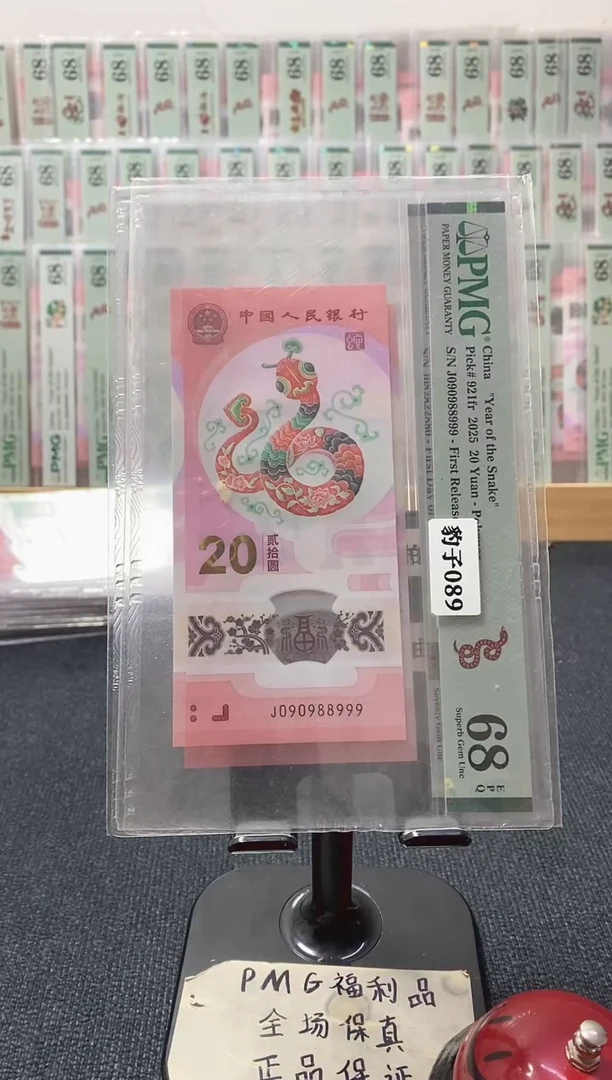 中国人民银行
20
贰拾圆
J090988999
PMG
PAPER MONEY GUARANTY
China "Year of the Snake"
Pick# 921fr 2025 20 Yuan -
S/N J090988999 - First Release
豹子089
68
EPQ
Superb Gem Unc
PMG福利品
全场保真
正品保证